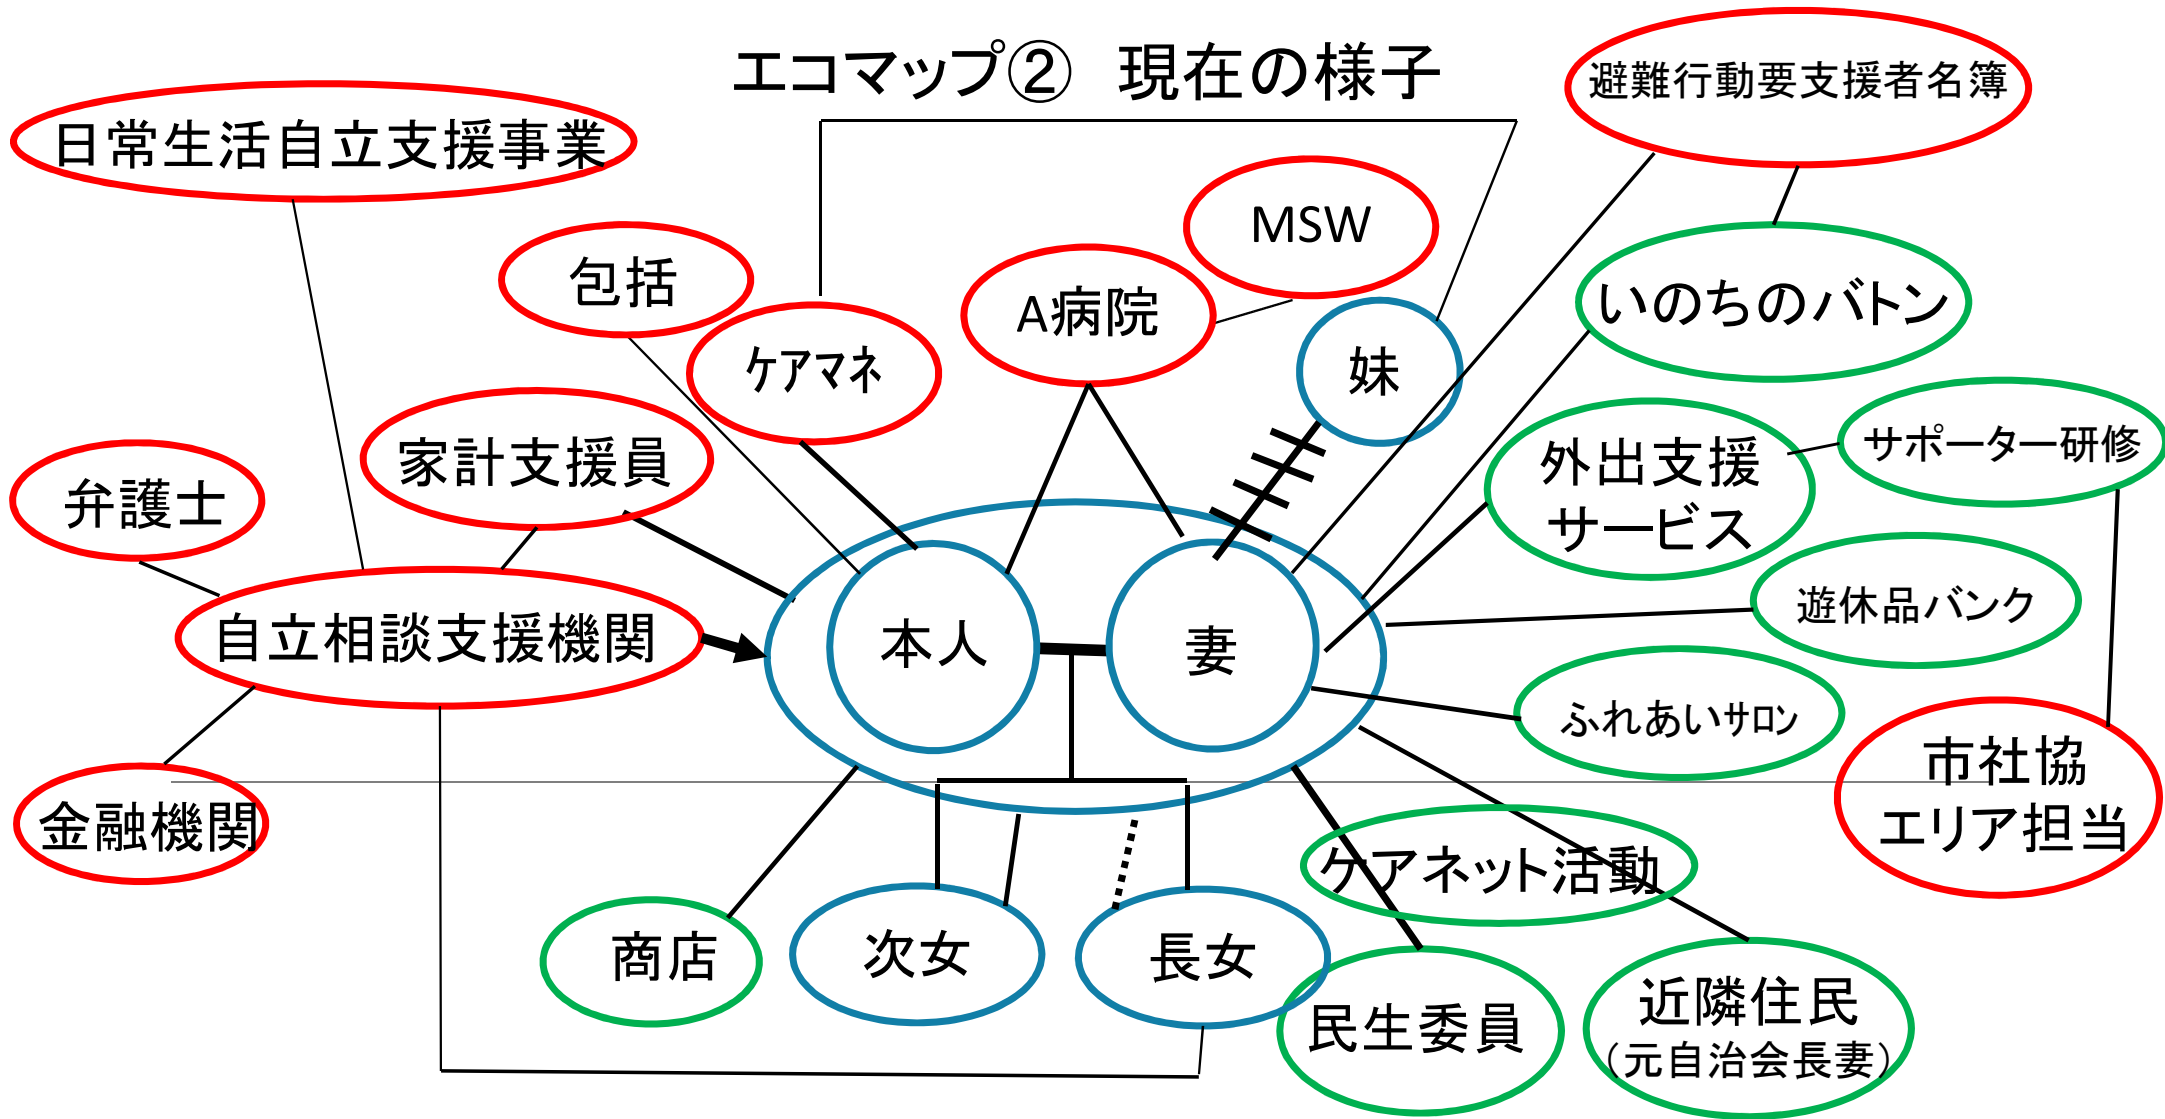 エコマップ② 現在の様子
避難行動要支援者名簿
日常生活自立支援事業
MSW
包括
A病院
いのちのバトン
ケアマネ
妹
家計支援員
外出支援
サービス
サポーター研修
弁護士
遊休品バンク
自立相談支援機関
本人
妻
ふれあいサロン
市社協
エリア担当
金融機関
ケアネット活動
商店
次女
長女
民生委員
近隣住民
（元自治会長妻）